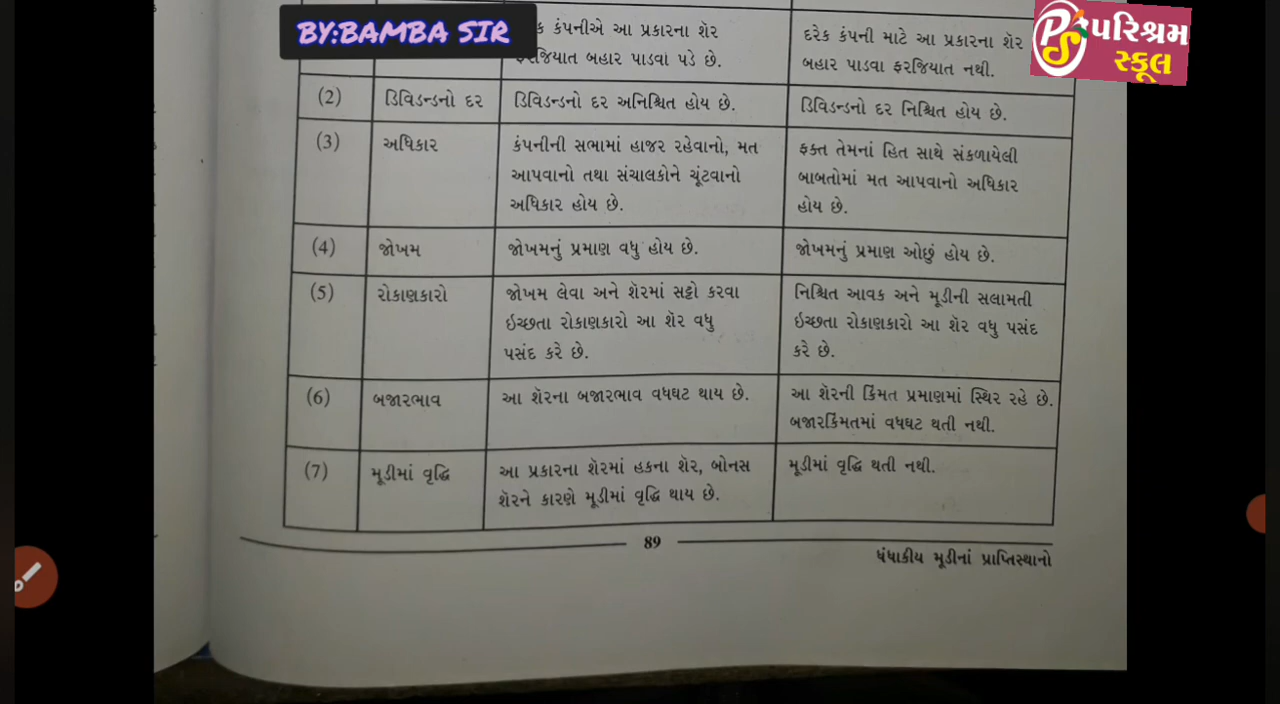 BY:BAMBA SIR
પરિશ્રમ
સ્કૂલ
કંપનીએ આ પ્રકારના શૅર
ફરજિયાત બહાર પાડવાં પડે છે.
દરેક કંપની માટે આ પ્રકારના શૅર
બહાર પાડવા ફરજિયાત નથી.
(2) ડિવિડન્ડનો દર
ડિવિડન્ડનો દર અનિશ્ચિત હોય છે.
ડિવિડન્ડનો દર નિશ્ચિત હોય છે.
(3) અધિકાર
કંપનીની સભામાં હાજર રહેવાનો, મત
આપવાનો તથા સંચાલકોને ચૂંટવાનો
અધિકાર હોય છે.
ફક્ત તેમનાં હિત સાથે સંકળાયેલી
બાબતોમાં મત આપવાનો અધિકાર
હોય છે.
(4) જોખમ
જોખમનું પ્રમાણ વધુ હોય છે.
જોખમનું પ્રમાણ ઓછું હોય છે.
(5) રોકાણકારો
જોખમ લેવા અને શૅરમાં સટ્ટો કરવા
ઇચ્છતા રોકાણકારો આ શૅર વધુ
પસંદ કરે છે.
નિશ્ચિત આવક અને મૂડીની સલામતી
ઇચ્છતા રોકાણકારો આ શૅર વધુ પસંદ
કરે છે.
(6) બજારભાવ
આ શૅરના બજારભાવ વધઘટ થાય છે.
આ શૅરની કિંમત પ્રમાણમાં સ્થિર રહે છે.
બજારકિંમતમાં વધઘટ થતી નથી.
(7) મૂડીમાં વૃદ્ધિ
આ પ્રકારના શૅરમાં હકના શૅર, બોનસ
શૅરને કારણે મૂડીમાં વૃદ્ધિ થાય છે.
મૂડીમાં વૃદ્ધિ થતી નથી.
89
ધંધાકીય મૂડીનાં પ્રાપ્તિસ્થાનો